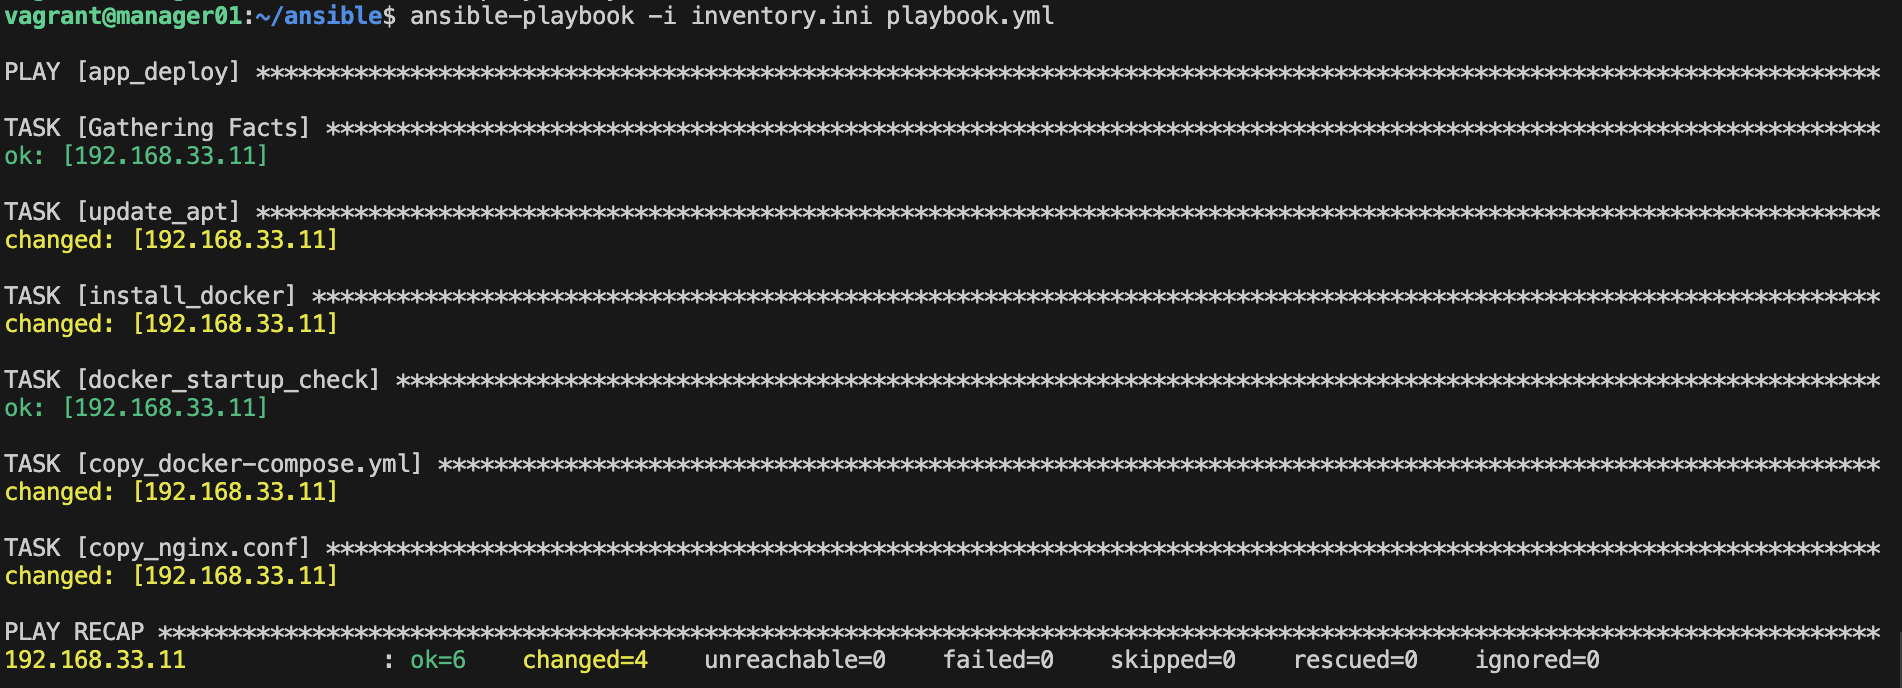 vagrant@manager01:~/ansible$ ansible-playbook -i inventory.ini playbook.yml
PLAY [app_deploy] ********************************************************************************************************************
TASK [Gathering Facts] ***************************************************************************************************************
ok: [192.168.33.11]
TASK [update_apt] ********************************************************************************************************************
changed: [192.168.33.11]
TASK [install_docker] ****************************************************************************************************************
changed: [192.168.33.11]
TASK [docker_startup_check] **********************************************************************************************************
ok: [192.168.33.11]
TASK [copy_docker-compose.yml] *******************************************************************************************************
changed: [192.168.33.11]
TASK [copy_nginx.conf] ***************************************************************************************************************
changed: [192.168.33.11]
PLAY RECAP ***************************************************************************************************************************
192.168.33.11 : ok=6 changed=4 unreachable=0 failed=0 skipped=0 rescued=0 ignored=0